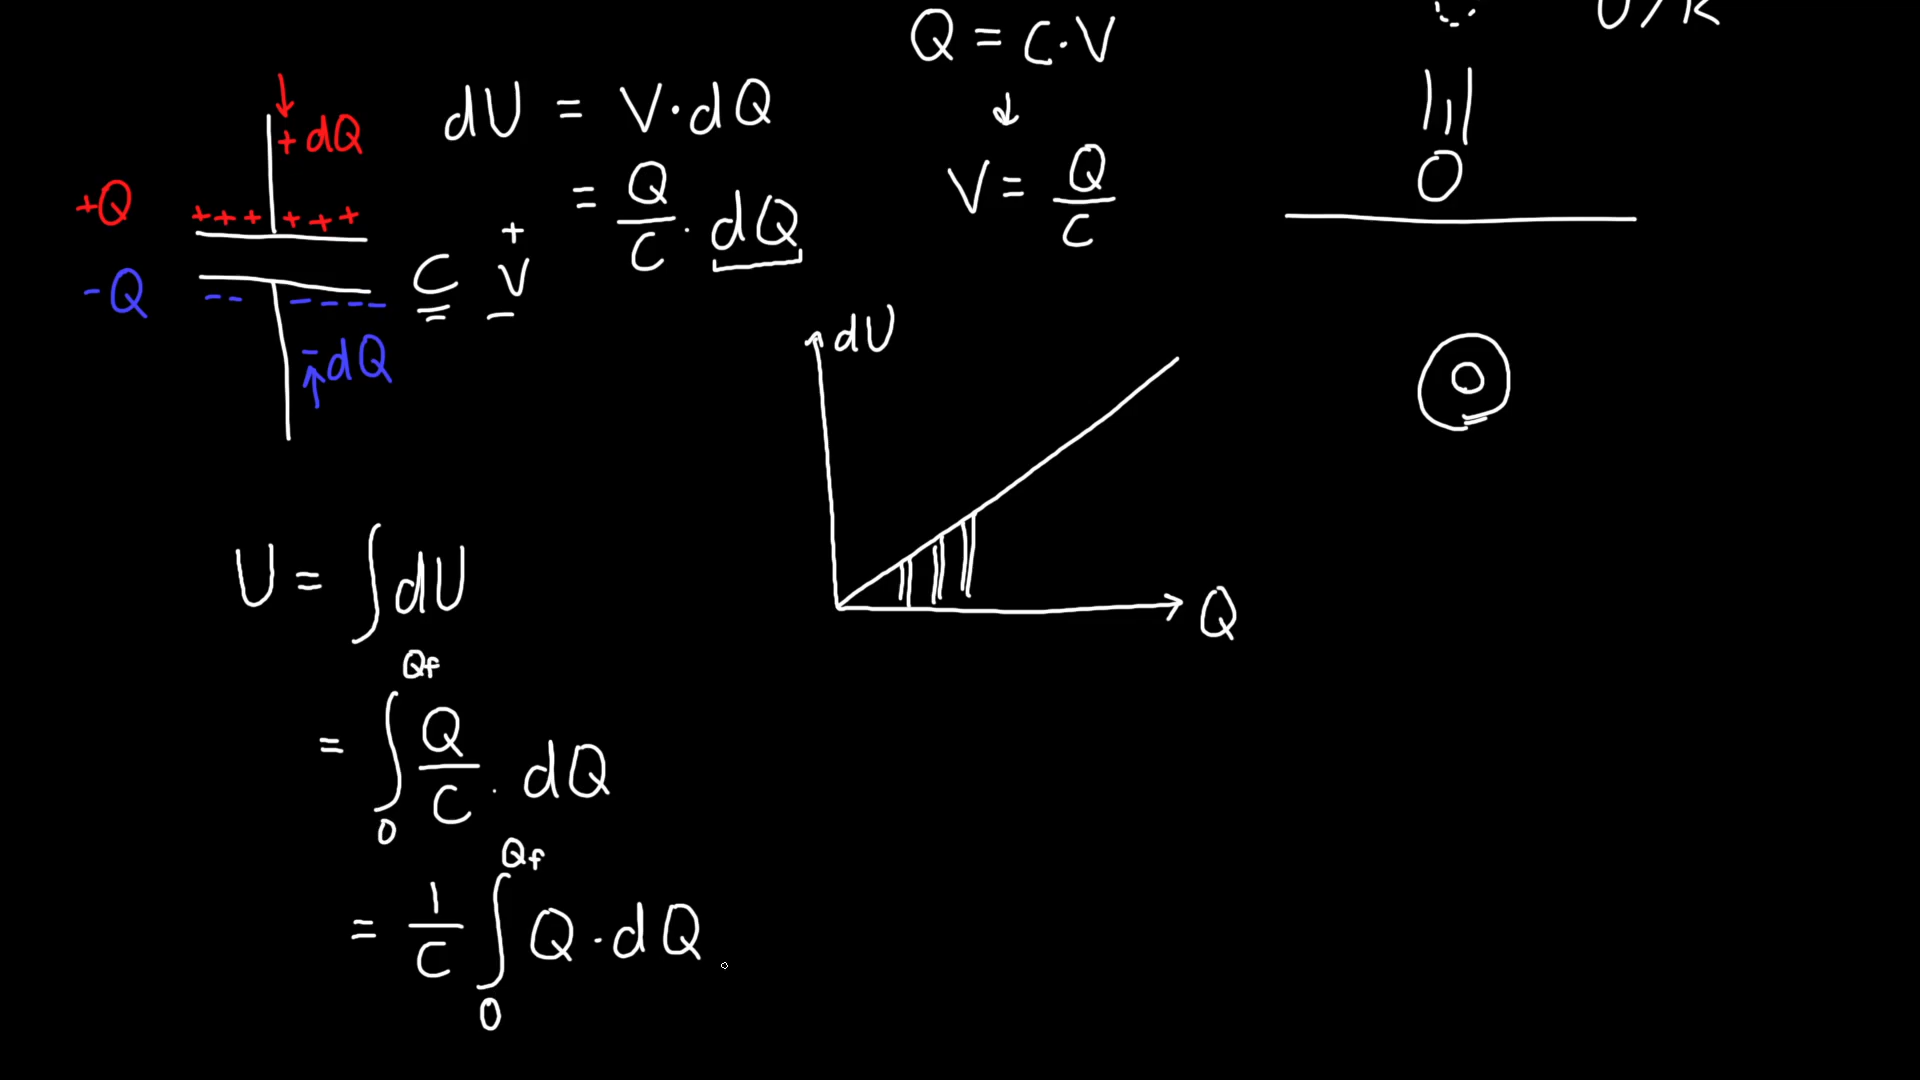 Q = C·V
↓
V = Q/C
+dQ
+Q
+++ +++
-Q
-- ----
-dQ
C
+
V
-
dU = V·dQ
= Q/C · dQ
dU
Q
U = ∫dU
= ∫₀^Qf Q/C · dQ
= 1/C ∫₀^Qf Q·dQ